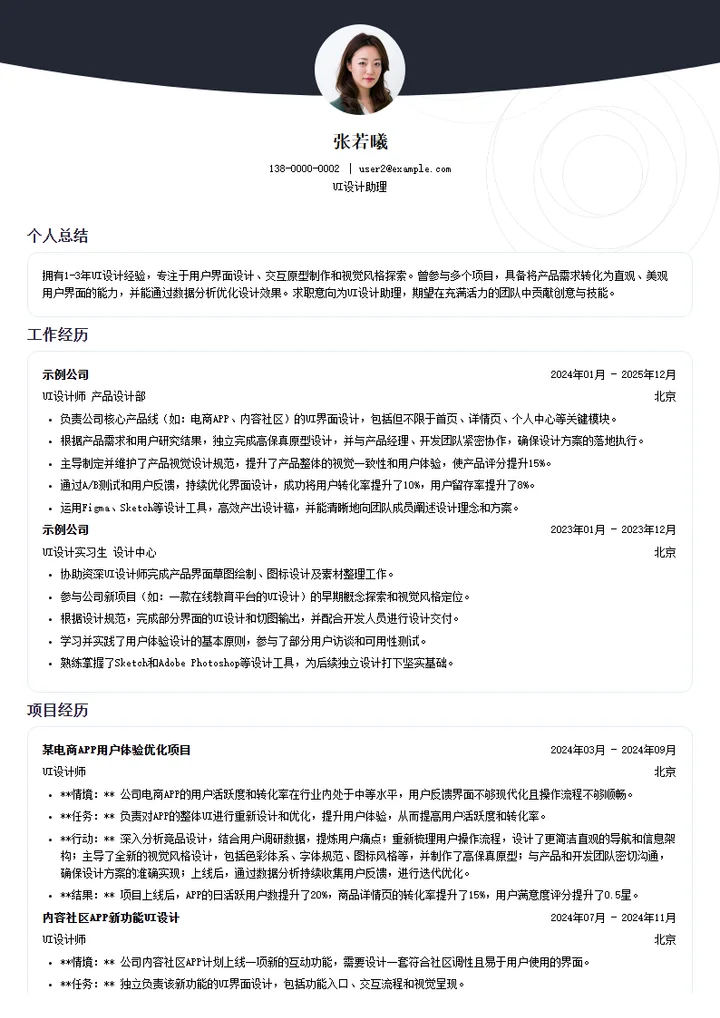 张若曦
138-0000-0002 | user2@example.com
UI设计助理
个人总结
拥有1-3年UI设计经验，专注于用户界面设计、交互原型制作和视觉风格探索。曾参与多个项目，具备将产品需求转化为直观、美观
用户界面的能力，并能通过数据分析优化设计效果。求职意向为UI设计助理，期望在充满活力的团队中贡献创意与技能。
工作经历
示例公司 2024年01月 - 2025年12月
UI设计师 产品设计部 北京
• 负责公司核心产品线（如：电商APP、内容社区）的UI界面设计，包括但不限于首页、详情页、个人中心等关键模块。
• 根据产品需求和用户研究结果，独立完成高保真原型设计，并与产品经理、开发团队紧密协作，确保设计方案的落地执行。
• 主导制定并维护了产品视觉设计规范，提升了产品整体的视觉一致性和用户体验，使产品评分提升15%。
• 通过A/B测试和用户反馈，持续优化界面设计，成功将用户转化率提升了10%，用户留存率提升了8%。
• 运用Figma、Sketch等设计工具，高效产出设计稿，并能清晰地向团队成员阐述设计理念和方案。
示例公司 2023年01月 - 2023年12月
UI设计实习生 设计中心 北京
• 协助资深UI设计师完成产品界面草图绘制、图标设计及素材整理工作。
• 参与公司新项目（如：一款在线教育平台的UI设计）的早期概念探索和视觉风格定位。
• 根据设计规范，完成部分界面的UI设计和切图输出，并配合开发人员进行设计交付。
• 学习并实践了用户体验设计的基本原则，参与了部分用户访谈和可用性测试。
• 熟练掌握了Sketch和Adobe Photoshop等设计工具，为后续独立设计打下坚实基础。
项目经历
某电商APP用户体验优化项目 2024年03月 - 2024年09月
UI设计师 北京
• **情境：** 公司电商APP的用户活跃度和转化率在行业内处于中等水平，用户反馈界面不够现代化且操作流程不够顺畅。
• **任务：** 负责对APP的整体UI进行重新设计和优化，提升用户体验，从而提高用户活跃度和转化率。
• **行动：** 深入分析竞品设计，结合用户调研数据，提炼用户痛点；重新梳理用户操作流程，设计了更简洁直观的导航和信息架
构；主导了全新的视觉风格设计，包括色彩体系、字体规范、图标风格等，并制作了高保真原型；与产品和开发团队密切沟通，
确保设计方案的准确实现；上线后，通过数据分析持续收集用户反馈，进行迭代优化。
• **结果：** 项目上线后，APP的日活跃用户数提升了20%，商品详情页的转化率提升了15%，用户满意度评分提升了0.5星。
内容社区APP新功能UI设计 2024年07月 - 2024年11月
UI设计师 北京
• **情境：** 公司内容社区APP计划上线一项新的互动功能，需要设计一套符合社区调性且易于用户使用的界面。
• **任务：** 独立负责该新功能的UI界面设计，包括功能入口、交互流程和视觉呈现。